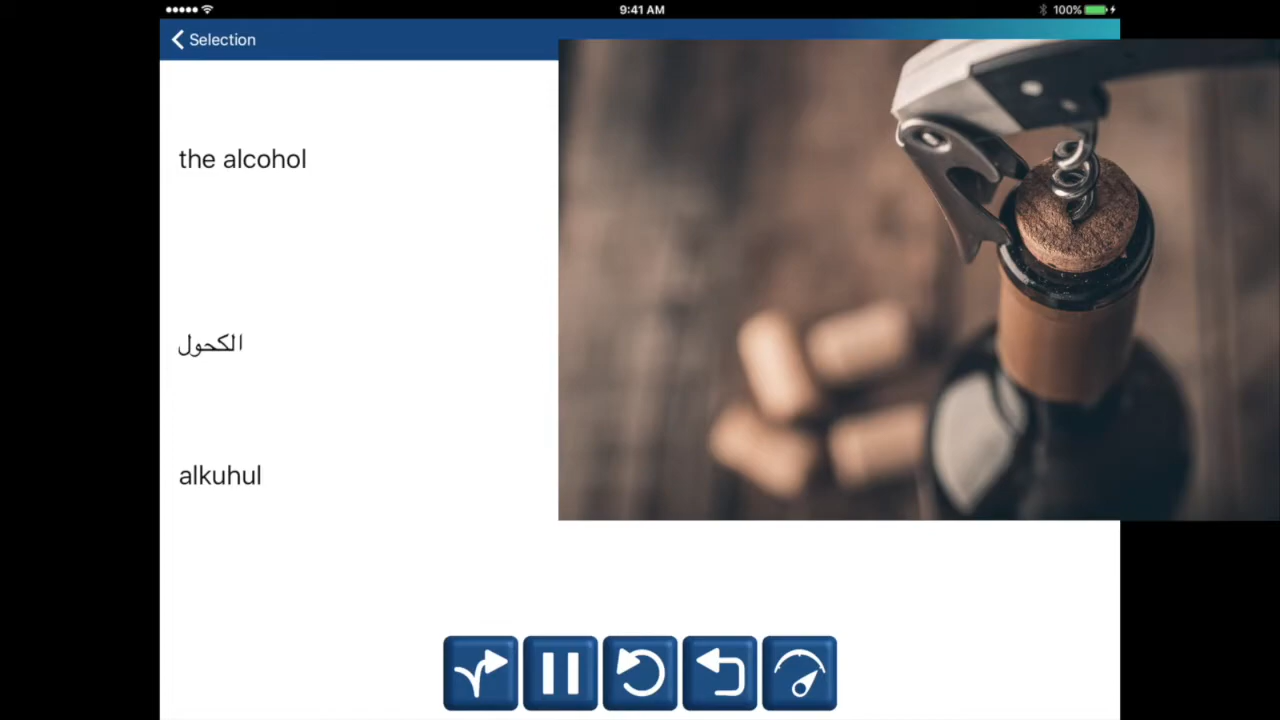 9:41 AM
100%
Selection
the alcohol
الكحول
alkuhul